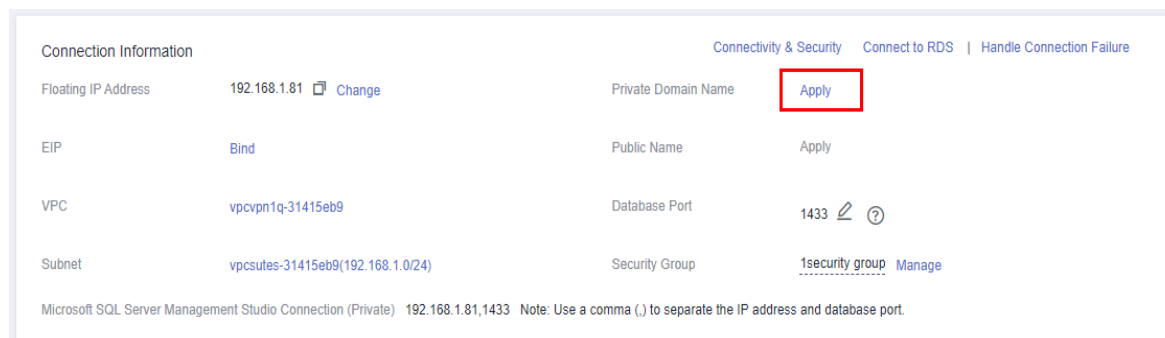 Connection Information Connectivity & Security Connect to RDS | Handle Connection Failure
Floating IP Address 192.168.1.81 Change Private Domain Name Apply
EIP Bind Public Name Apply
VPC vpcvpn1q-31415eb9 Database Port 1433
Subnet vpcsutes-31415eb9(192.168.1.0/24) Security Group 1security group Manage
Microsoft SQL Server Management Studio Connection (Private) 192.168.1.81,1433 Note: Use a comma (,) to separate the IP address and database port.